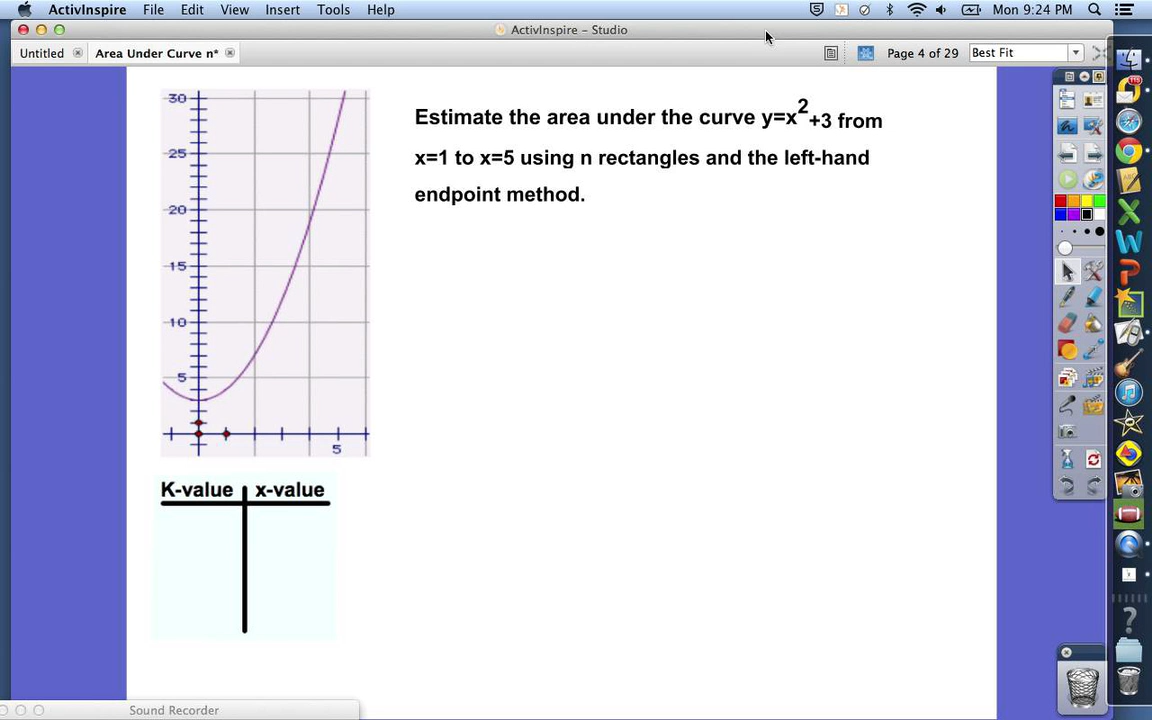 ActivInspire File Edit View Insert Tools Help Mon 9:24 PM
ActivInspire – Studio
Untitled Area Under Curve n* Page 4 of 29 Best Fit
30
25
20
15
10
5
5
Estimate the area under the curve y=x²+3 from
x=1 to x=5 using n rectangles and the left-hand
endpoint method.
K-value x-value
Sound Recorder